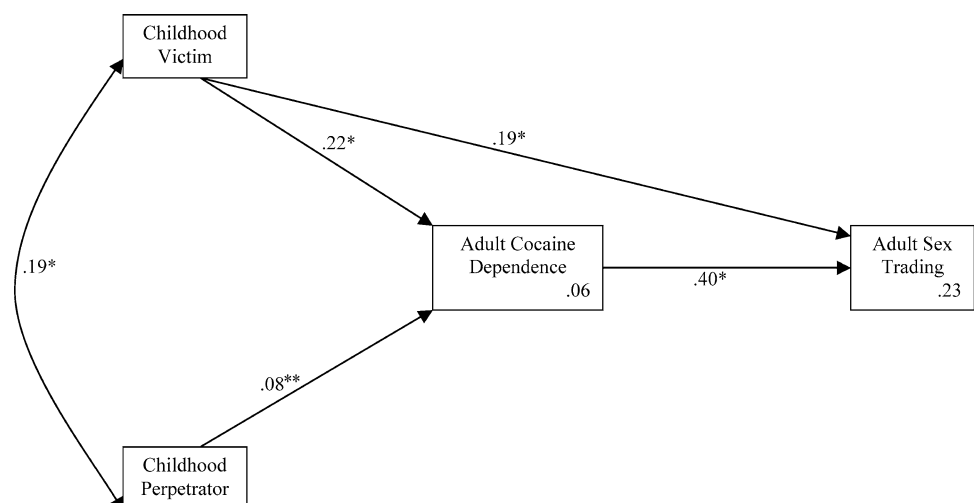 Childhood
Victim
.22*
.19*
Adult Cocaine
Dependence
.06
Adult Sex
Trading
.23
.19*
.40*
.08**
Childhood
Perpetrator